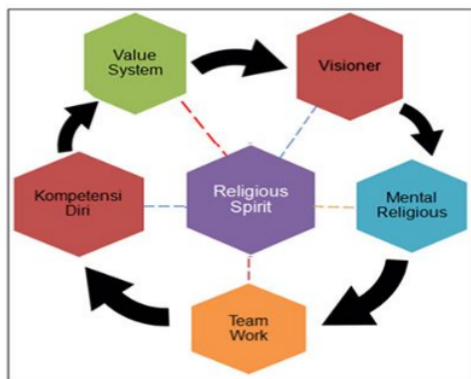 Value
System
Visioner
Kompetensi
Diri
Religious
Spirit
Mental
Religious
Team
Work